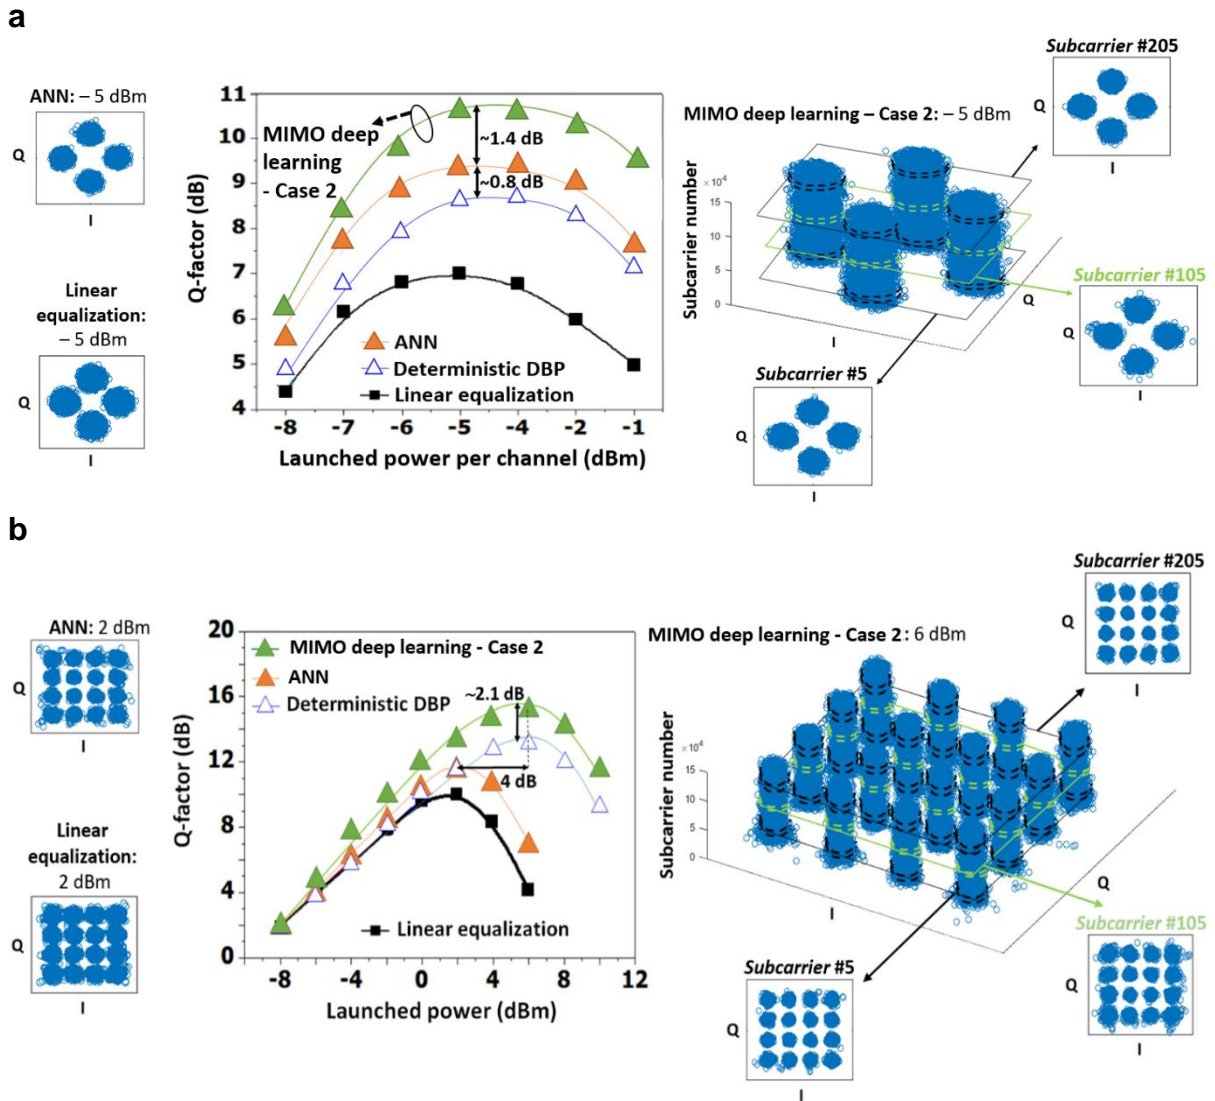 a
ANN: – 5 dBm
Q
I
Linear
equalization:
– 5 dBm
Q
I
Q-factor (dB)
11
10
9
8
7
6
5
4
MIMO deep
learning
- Case 2
~1.4 dB
~0.8 dB
ANN
Deterministic DBP
Linear equalization
-8 -7 -6 -5 -4 -2 -1
Launched power per channel (dBm)
MIMO deep learning – Case 2: – 5 dBm
Subcarrier number
× 10⁴
15
10
5
0
I
Q
Subcarrier #205
Q
I
Subcarrier #105
Q
I
Subcarrier #5
Q
I
b
ANN: 2 dBm
Q
I
Linear
equalization:
2 dBm
Q
I
Q-factor (dB)
20
16
12
8
4
0
MIMO deep learning - Case 2
ANN
Deterministic DBP
~2.1 dB
4 dB
Linear equalization
-8 -4 0 4 8 12
Launched power (dBm)
MIMO deep learning - Case 2: 6 dBm
Subcarrier number
× 10⁴
15
10
5
0
I
Q
Subcarrier #205
Q
I
Subcarrier #105
Q
I
Subcarrier #5
Q
I